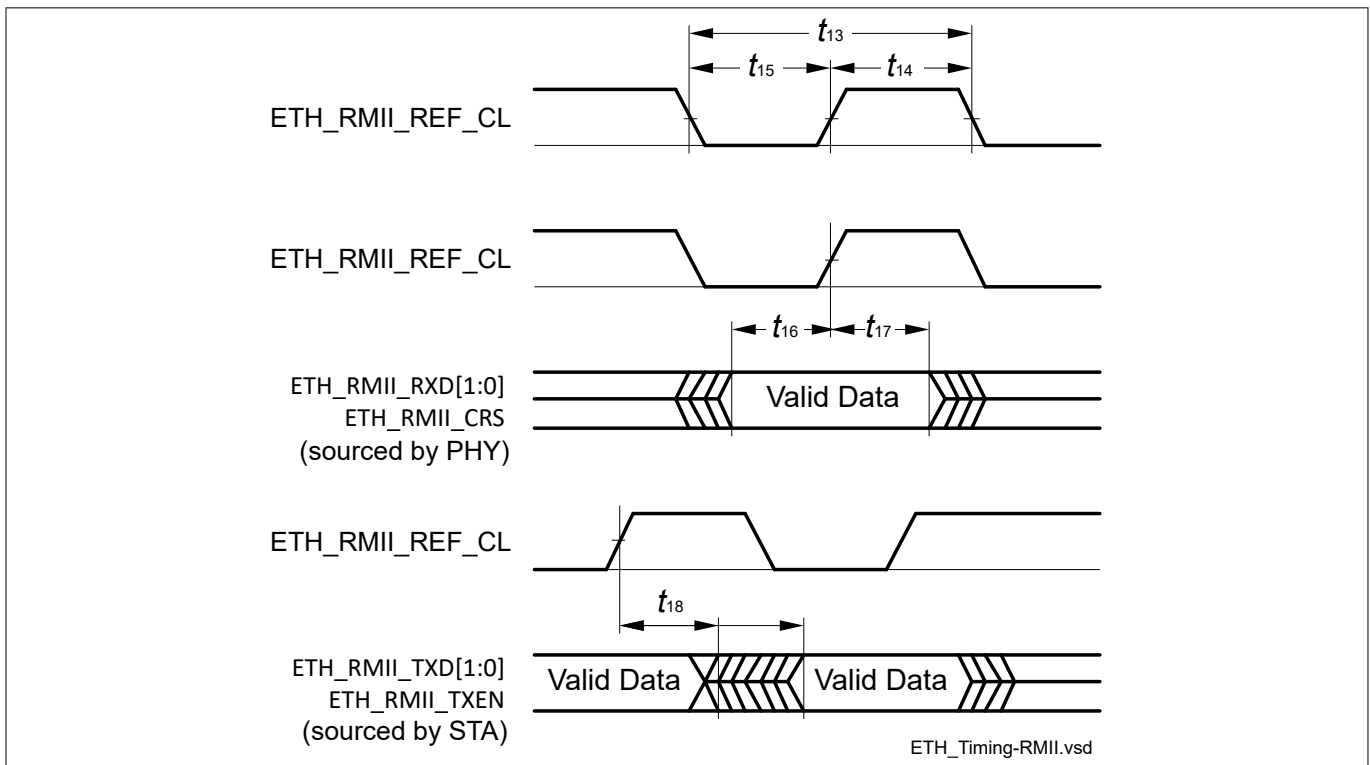 t13
t15
t14
ETH_RMII_REF_CL
ETH_RMII_REF_CL
t16
t17
ETH_RMII_RXD[1:0]
ETH_RMII_CRS
(sourced by PHY)
Valid Data
ETH_RMII_REF_CL
t18
ETH_RMII_TXD[1:0]
ETH_RMII_TXEN
(sourced by STA)
Valid Data
Valid Data
ETH_Timing-RMII.vsd